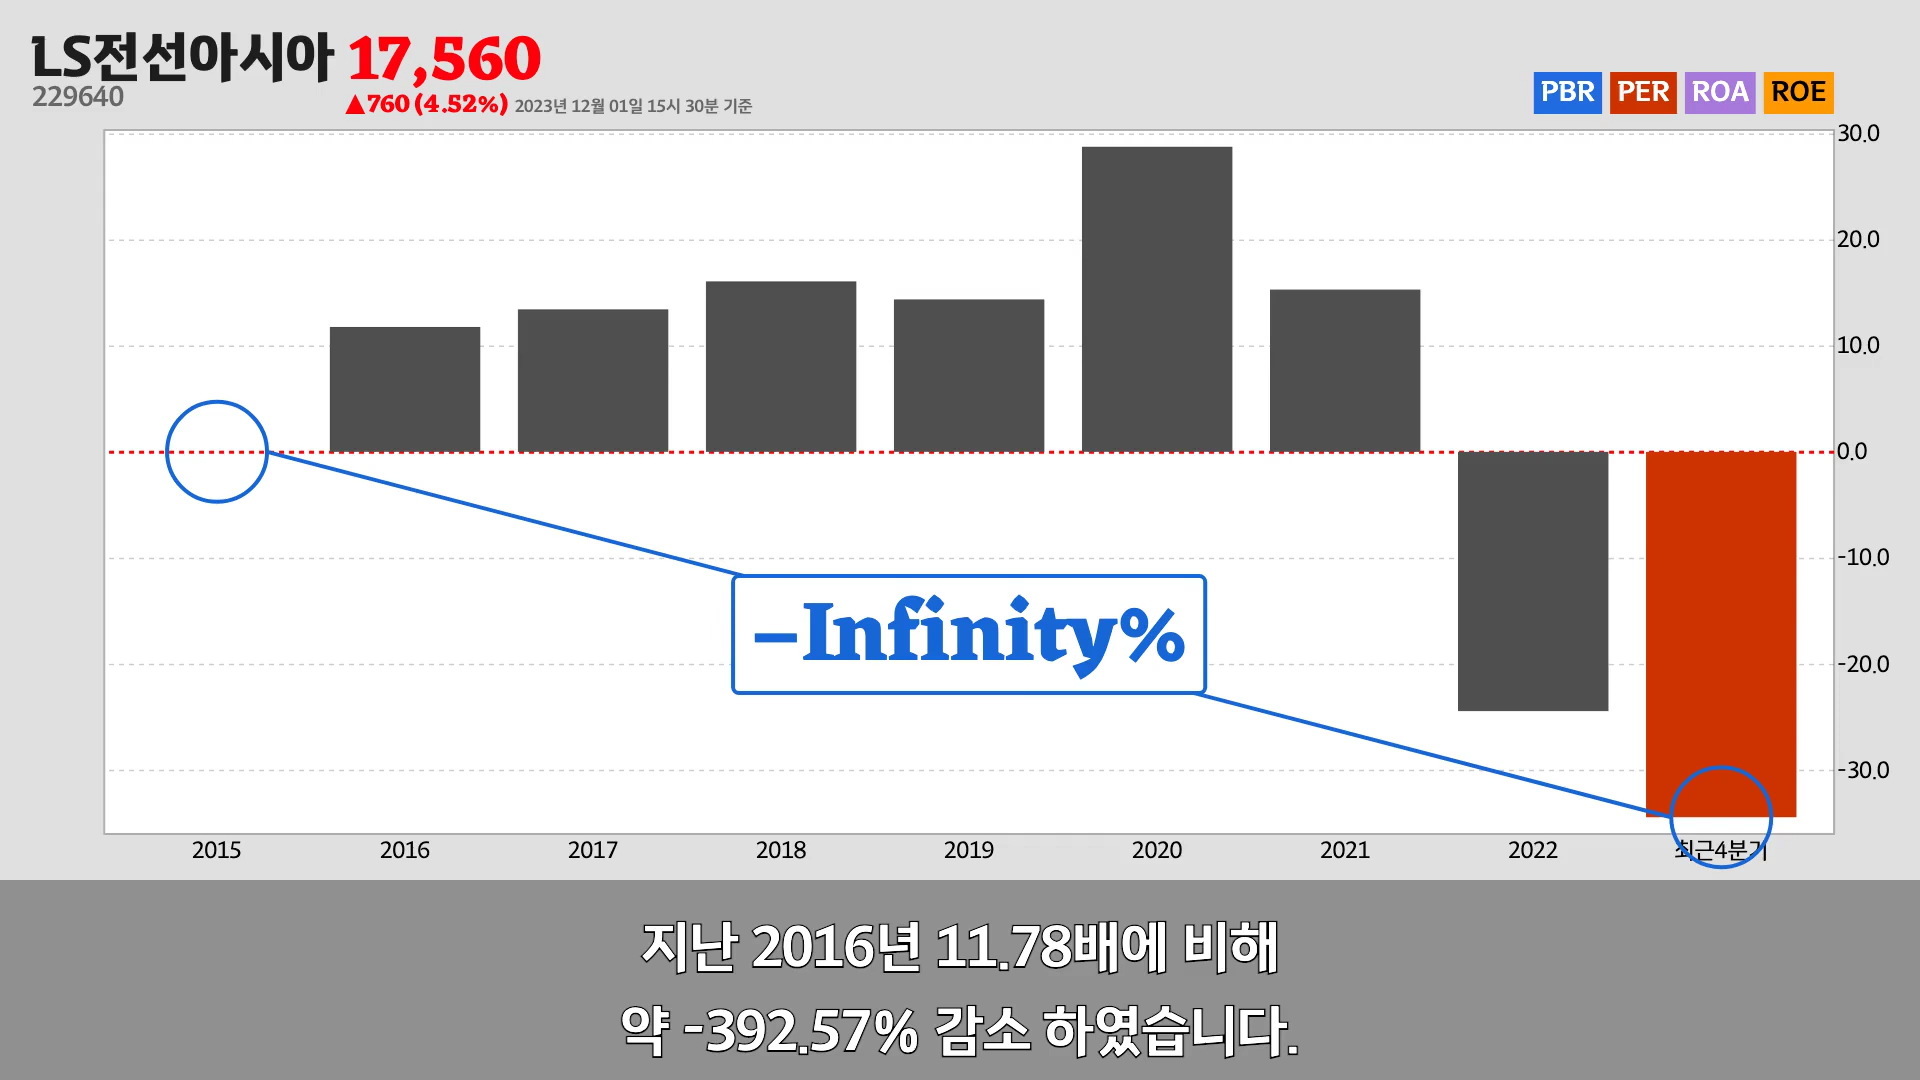 LS전선아시아 17,560
229640
▲760 (4.52%) 2023년 12월 01일 15시 30분 기준
PBR PER ROA ROE
30.0
20.0
10.0
0.0
-10.0
-20.0
-30.0
-Infinity%
2015 2016 2017 2018 2019 2020 2021 2022 최근4분기
지난 2016년 11.78배에 비해
약 -392.57% 감소 하였습니다.